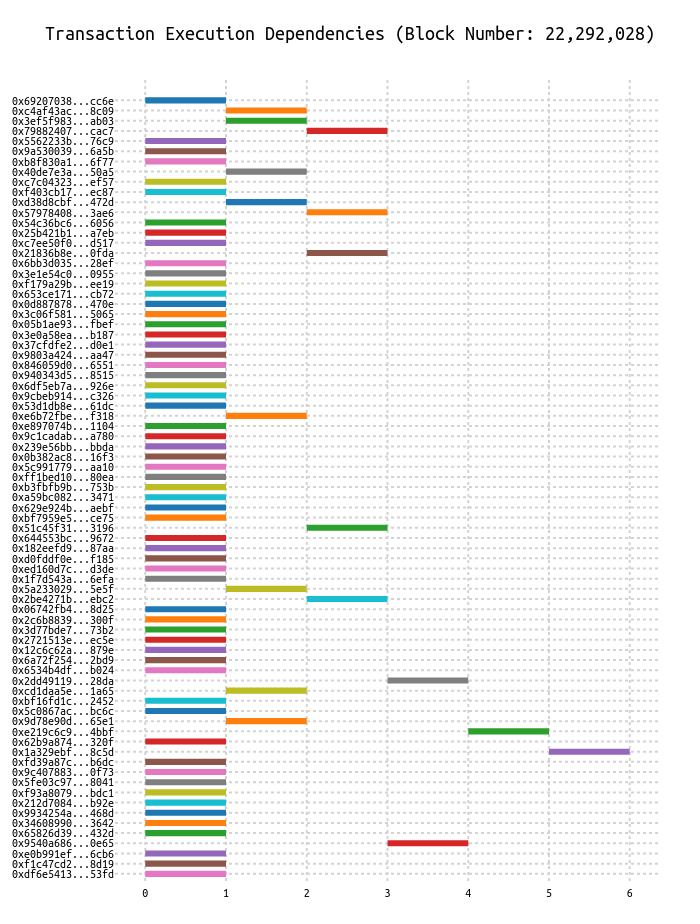 Transaction Execution Dependencies (Block Number: 22,292,028)
0x69207038...cc6e
0xc4af43ac...8c09
0x3ef5f983...ab03
0x79882407...cac7
0x5562233b...76c9
0x9a530039...6a5b
0xb8f830a1...6f77
0x40de7e3a...50a5
0xc7c04323...ef57
0xf403cb17...ec87
0xd38d8cbf...472d
0x57978408...3ae6
0x54c36bc6...6056
0x25b421b1...a7eb
0xc7ee50f0...d517
0x21836b8e...0fda
0x6bb3d035...28ef
0x3e1e54c0...0955
0xf179a29b...ee19
0x653ce171...cb72
0x0d887878...470e
0x3c06f581...5065
0x05b1ae93...fbef
0x3e0a58ea...b187
0x37cfdfe2...d0e1
0x9803a424...aa47
0x846059d0...6551
0x940343d5...8515
0x6df5eb7a...926e
0x9cbeb914...c326
0x53d1db8e...61dc
0xe6b72fbe...f318
0xe897074b...1104
0x9c1cadab...a780
0x239e56bb...bbda
0x0b382ac8...16f3
0x5c991779...aa10
0xff1bed10...80ea
0xb3fbfb9b...753b
0xa59bc082...3471
0x629e924b...aebf
0xbf7959e5...ce75
0x51c45f31...3196
0x644553bc...9672
0x182eefd9...87aa
0xd0fddf0e...f185
0xed160d7c...d3de
0x1f7d543a...6efa
0x5a233029...5e5f
0x2be4271b...ebc2
0x06742fb4...8d25
0x2c6b8839...300f
0x3d77bde7...73b2
0x2721513e...ec5e
0x12c6c62a...879e
0x6a72f254...2bd9
0x6534b4df...b024
0x2dd49119...28da
0xcd1daa5e...1a65
0xbf16fd1c...2452
0x5c0867ac...bc6c
0x9d78e90d...65e1
0xe219c6c9...4bbf
0x62b9a874...320f
0x1a329ebf...8c5d
0xfd39a87c...b6dc
0x9c407883...0f73
0x5fe03c97...8041
0xf93a8079...bdc1
0x212d7084...b92e
0x9934254a...468d
0x34608990...3642
0x65826d39...432d
0x9540a686...0e65
0xe0b991ef...6cb6
0xf1c47cd2...8d19
0xdf6e5413...53fd
0 1 2 3 4 5 6